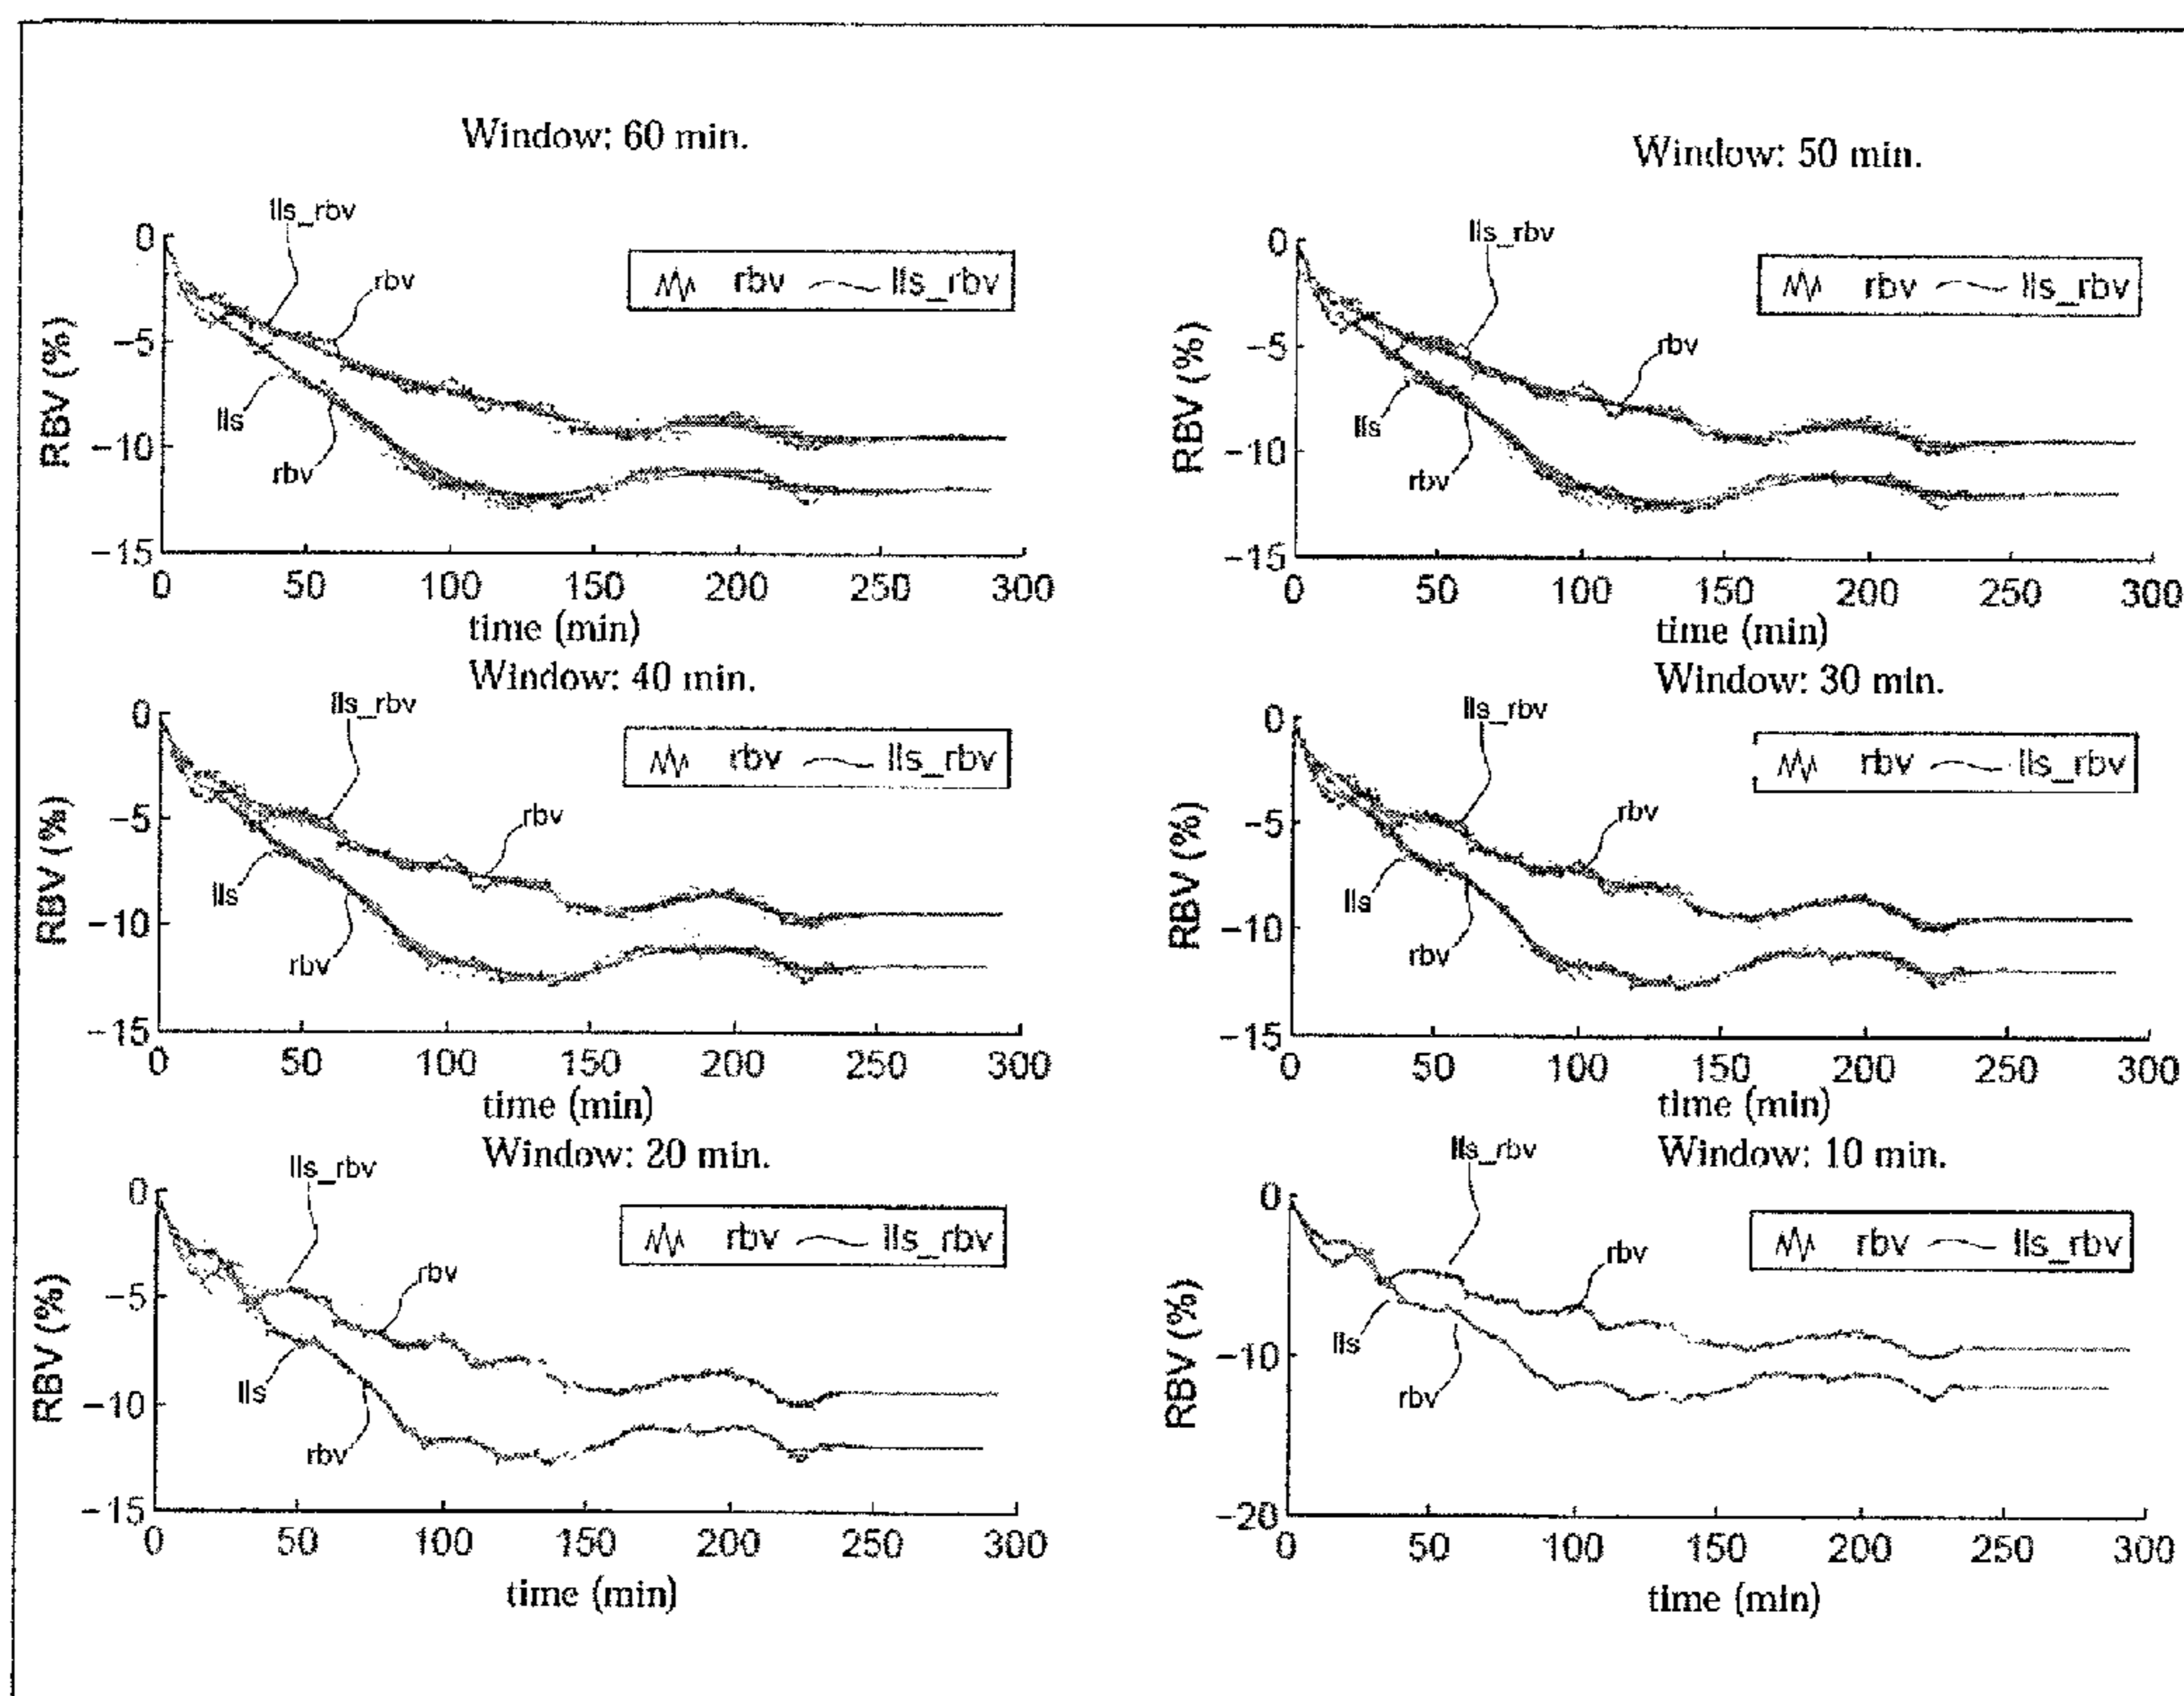 Window: 60 min.
lls_rbv
rbv
rbv lls_rbv
RBV (%)
0
−5
−10
−15
lls
rbv
0 50 100 150 200 250 300
time (min)
Window: 50 min.
lls_rbv
rbv
rbv lls_rbv
RBV (%)
0
−5
−10
−15
lls
rbv
0 50 100 150 200 250 300
time (min)
Window: 40 min.
lls_rbv
rbv
rbv lls_rbv
RBV (%)
0
−5
−10
−15
lls
rbv
0 50 100 150 200 250 300
time (min)
Window: 30 min.
lls_rbv
rbv
rbv lls_rbv
RBV (%)
0
−5
−10
−15
lls
rbv
0 50 100 150 200 250 300
time (min)
Window: 20 min.
lls_rbv
rbv
rbv lls_rbv
RBV (%)
0
−5
−10
−15
lls
rbv
0 50 100 150 200 250 300
time (min)
Window: 10 min.
lls_rbv
rbv
rbv lls_rbv
RBV (%)
0
−10
−20
lls
rbv
0 50 100 150 200 250 300
time (min)